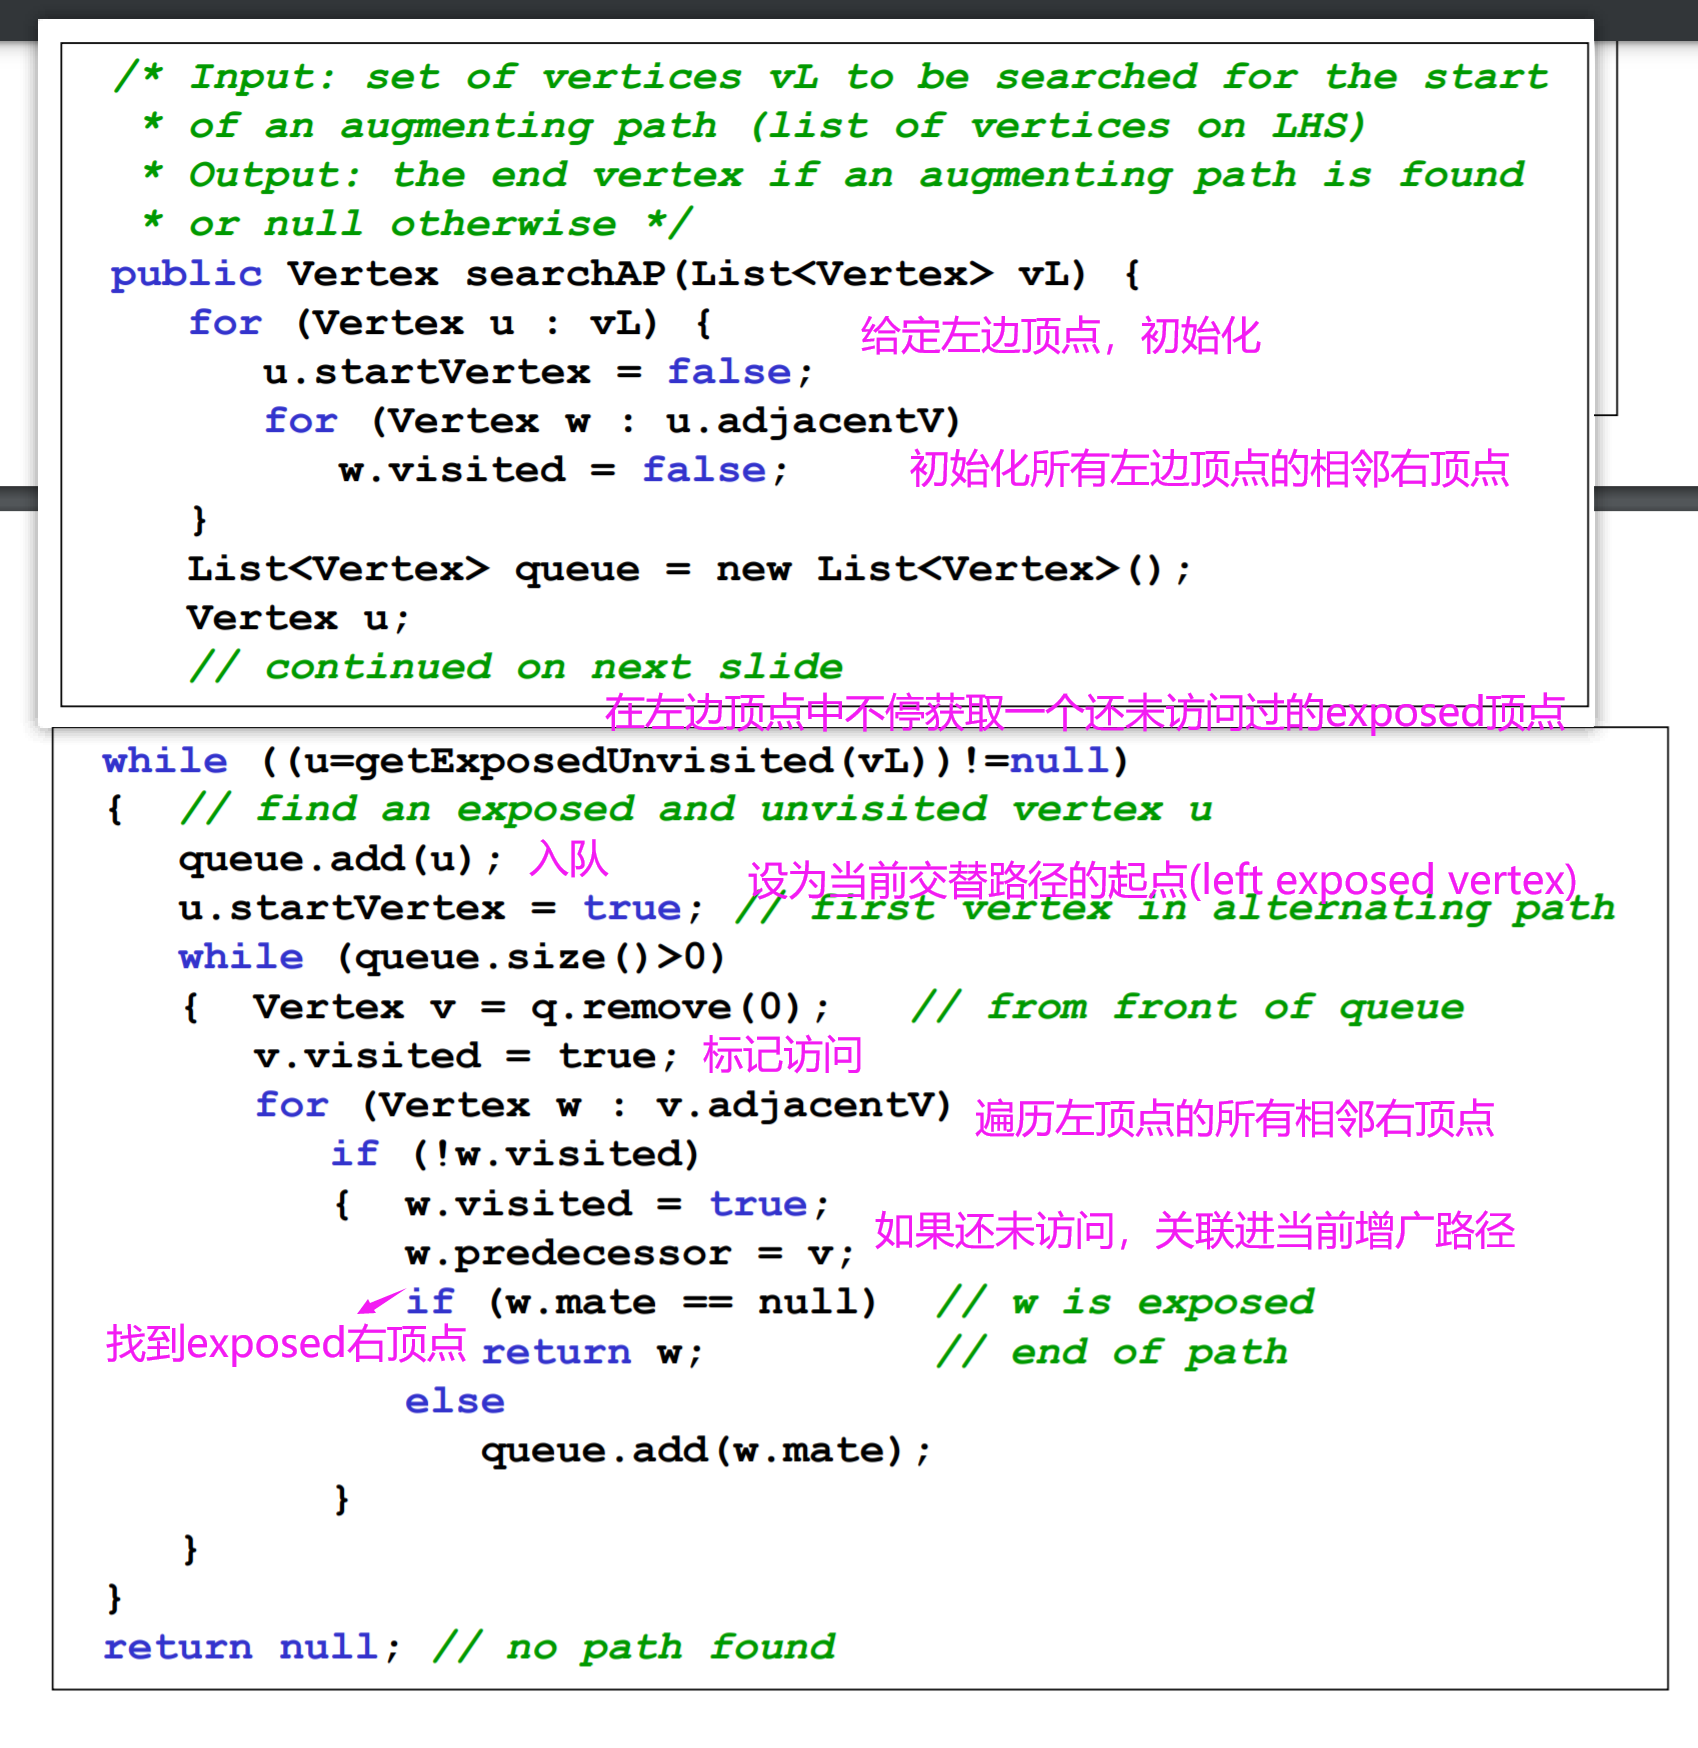 /* Input: set of vertices vL to be searched for the start
* of an augmenting path (list of vertices on LHS)
* Output: the end vertex if an augmenting path is found
* or null otherwise */
public Vertex searchAP(List<Vertex> vL) {
for (Vertex u : vL) {
给定左边顶点，初始化
u.startVertex = false;
for (Vertex w : u.adjacentV)
w.visited = false;
初始化所有左边顶点的相邻右顶点
}
List<Vertex> queue = new List<Vertex>();
Vertex u;
// continued on next slide
在左边顶点中不停获取一个还未访问过的exposed顶点
while ((u=getExposedUnvisited(vL))!=null)
{ // find an exposed and unvisited vertex u
queue.add(u); 入队
设为当前交替路径的起点(left exposed vertex)
u.startVertex = true; // first vertex in alternating path
while (queue.size()>0)
{ Vertex v = q.remove(0); // from front of queue
v.visited = true; 标记访问
for (Vertex w : v.adjacentV) 遍历左顶点的所有相邻右顶点
if (!w.visited)
{ w.visited = true;
如果还未访问，关联进当前增广路径
w.predecessor = v;
if (w.mate == null) // w is exposed
找到exposed右顶点
return w; // end of path
else
queue.add(w.mate);
}
}
}
return null; // no path found